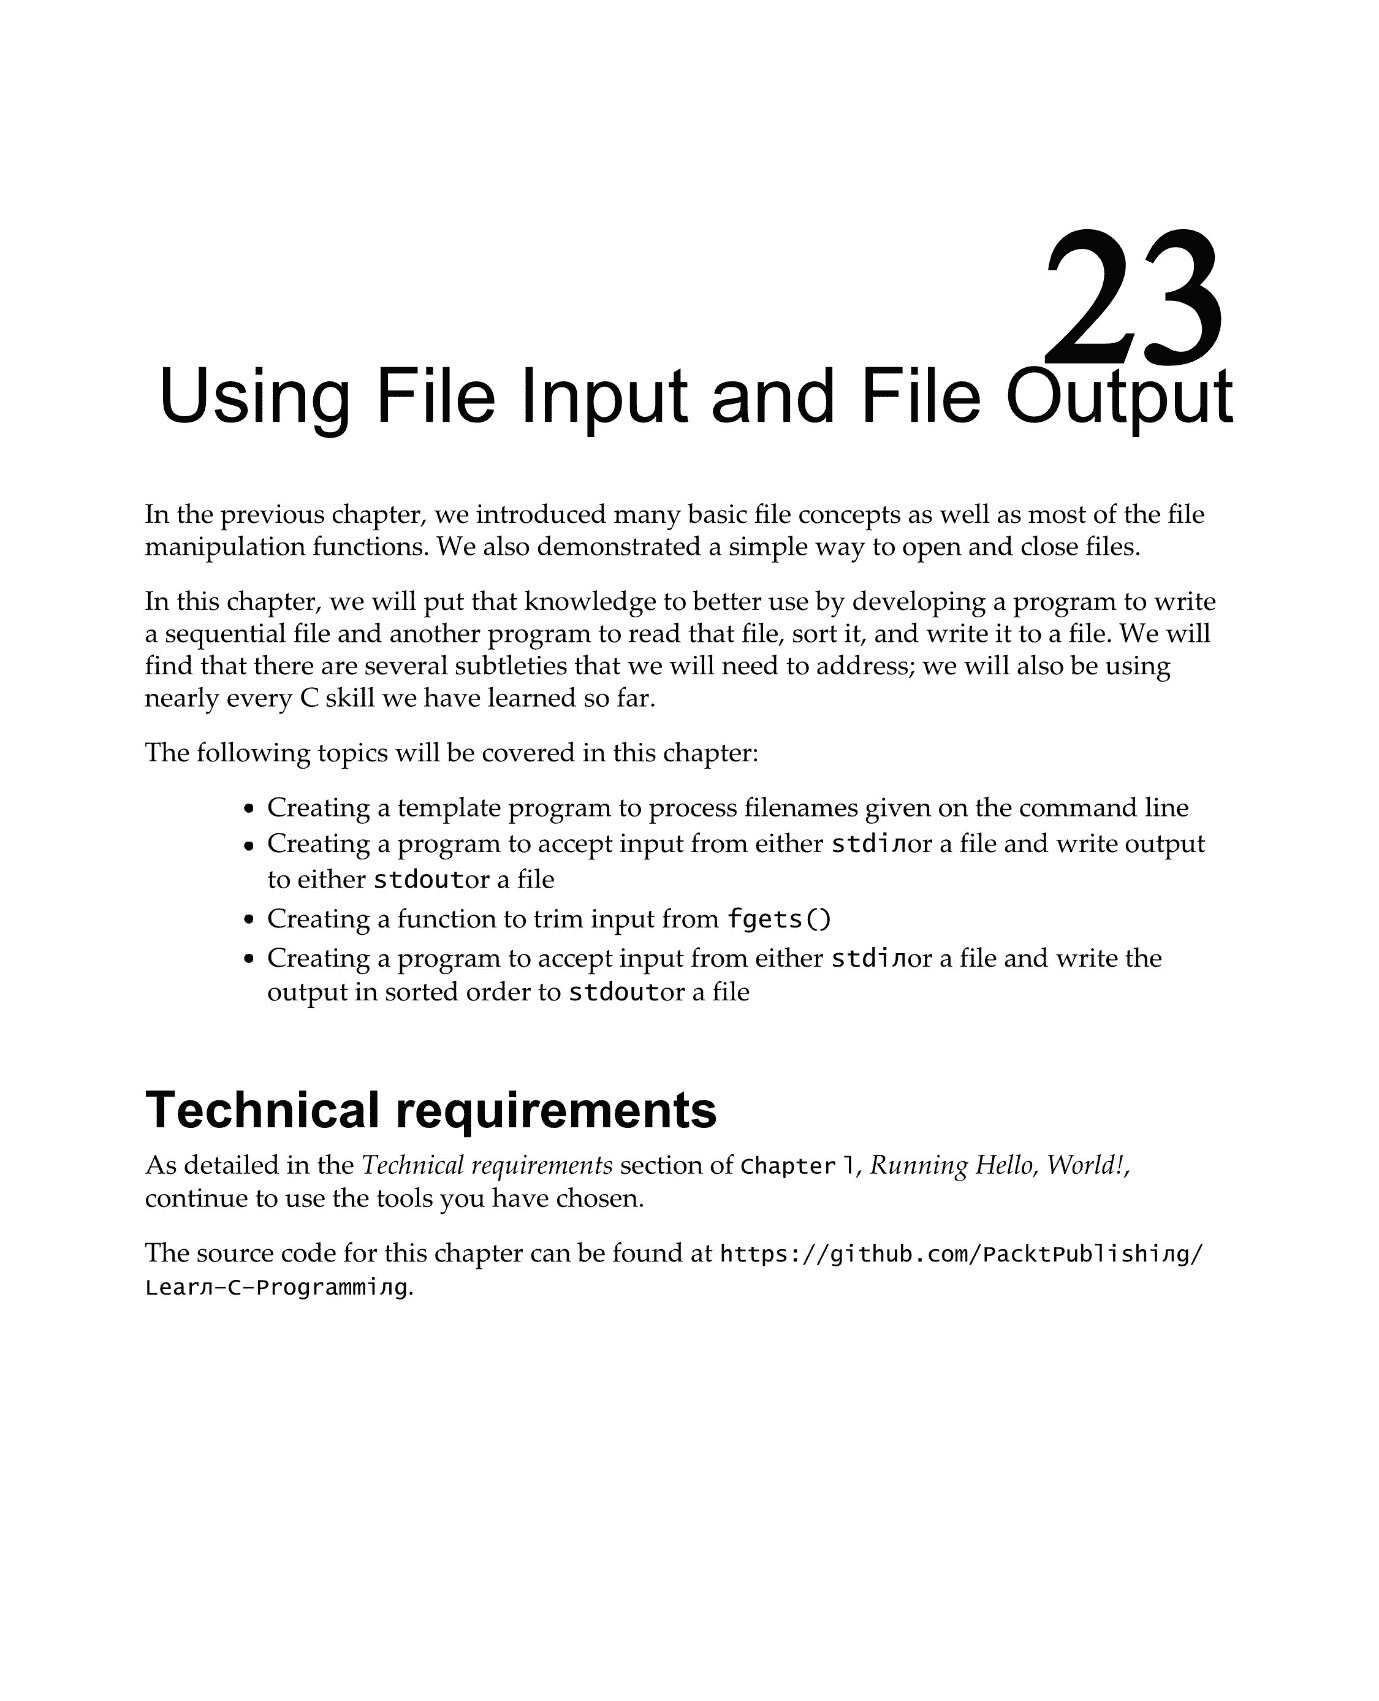 23
Using File Input and File Output
In the previous chapter, we introduced many basic file concepts as well as most of the file
manipulation functions. We also demonstrated a simple way to open and close files.
In this chapter, we will put that knowledge to better use by developing a program to write
a sequential file and another program to read that file, sort it, and write it to a file. We will
find that there are several subtleties that we will need to address; we will also be using
nearly every C skill we have learned so far.
The following topics will be covered in this chapter:
• Creating a template program to process filenames given on the command line
• Creating a program to accept input from either stdiлor a file and write output
to either stdoutor a file
• Creating a function to trim input from fgets()
• Creating a program to accept input from either stdiлor a file and write the
output in sorted order to stdoutor a file
Technical requirements
As detailed in the Technical requirements section of Chapter 1, Running Hello, World!,
continue to use the tools you have chosen.
The source code for this chapter can be found at https://github.com/PacktPublishiлg/
Learл-C-Programmiлg.